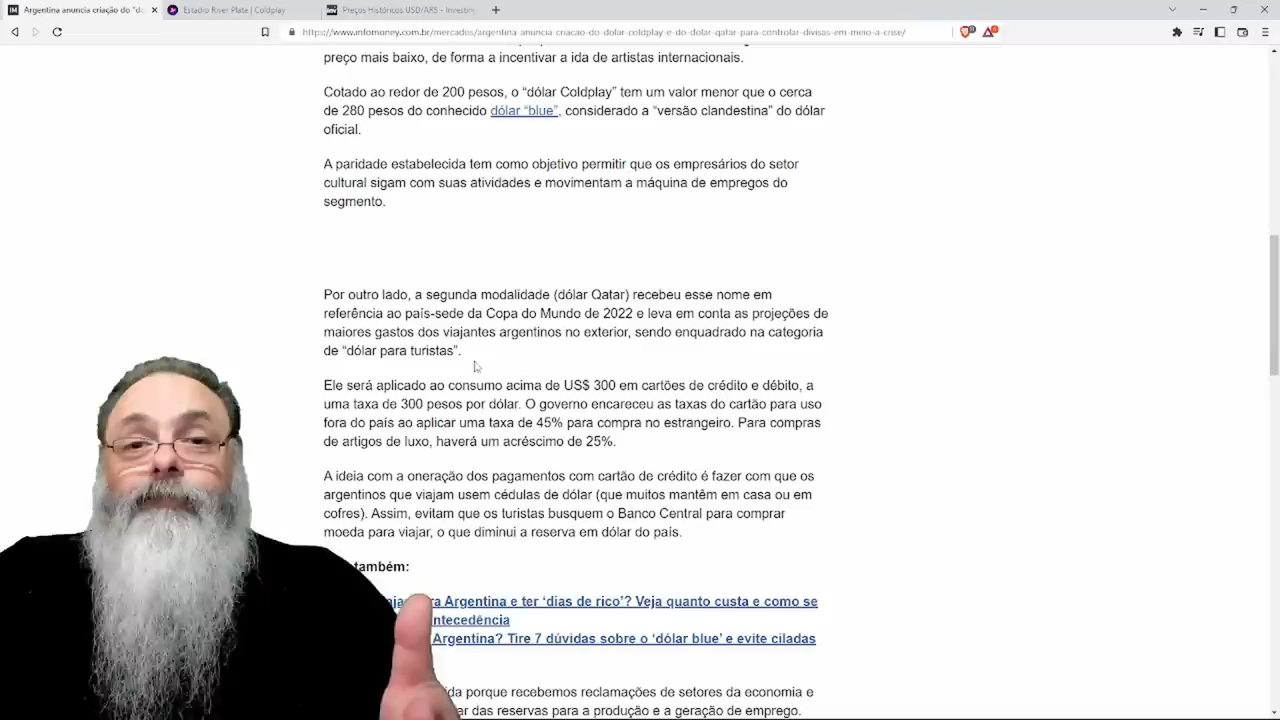 Argentina anuncia criação do "d
Estadio River Plate | Coldplay
Preços Históricos USD/ARS - Investing
https://www.infomoney.com.br/mercados/argentina-anuncia-criacao-do-dolar-coldplay-e-do-dolar-qatar-para-controlar-divisas-em-meio-a-crise/
preço mais baixo, de forma a incentivar a ida de artistas internacionais.
Cotado ao redor de 200 pesos, o “dólar Coldplay” tem um valor menor que o cerca
de 280 pesos do conhecido dólar “blue”, considerado a “versão clandestina” do dólar
oficial.
A paridade estabelecida tem como objetivo permitir que os empresários do setor
cultural sigam com suas atividades e movimentam a máquina de empregos do
segmento.
Por outro lado, a segunda modalidade (dólar Qatar) recebeu esse nome em
referência ao país-sede da Copa do Mundo de 2022 e leva em conta as projeções de
maiores gastos dos viajantes argentinos no exterior, sendo enquadrado na categoria
de “dólar para turistas”.
Ele será aplicado ao consumo acima de US$ 300 em cartões de crédito e débito, a
uma taxa de 300 pesos por dólar. O governo encareceu as taxas do cartão para uso
fora do país ao aplicar uma taxa de 45% para compra no estrangeiro. Para compras
de artigos de luxo, haverá um acréscimo de 25%.
A ideia com a oneração dos pagamentos com cartão de crédito é fazer com que os
argentinos que viajam usem cédulas de dólar (que muitos mantêm em casa ou em
cofres). Assim, evitam que os turistas busquem o Banco Central para comprar
moeda para viajar, o que diminui a reserva em dólar do país.
também:
ra Argentina e ter ‘dias de rico’? Veja quanto custa e como se
ntecedência
Argentina? Tire 7 dúvidas sobre o ‘dólar blue’ e evite ciladas
da porque recebemos reclamações de setores da economia e
ar das reservas para a produção e a geração de emprego.